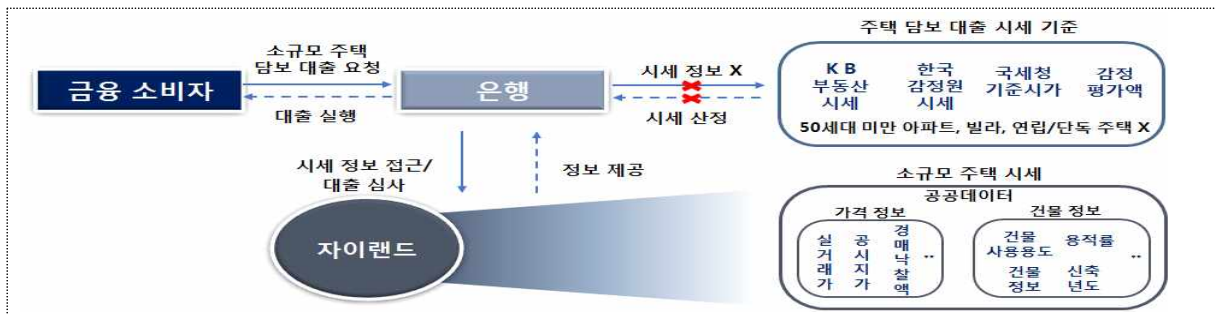 주택 담보 대출 시세 기준
소규모 주택
담보 대출 요청
금융 소비자
은행
대출 실행
시세 정보 X
시세 산정
K B
부동산
시세
한국
감정원
시세
국세청
기준시가
감정
평가액
50세대 미만 아파트, 빌라, 연립/단독 주택 X
시세 정보 접근/
대출 심사
정보 제공
자이랜드
소규모 주택 시세
공공데이터
가격 정보
실거래가
공시지가
경매낙찰액
..
건물 정보
건물
사용용도
용적률
건물
정보
신축
년도
..